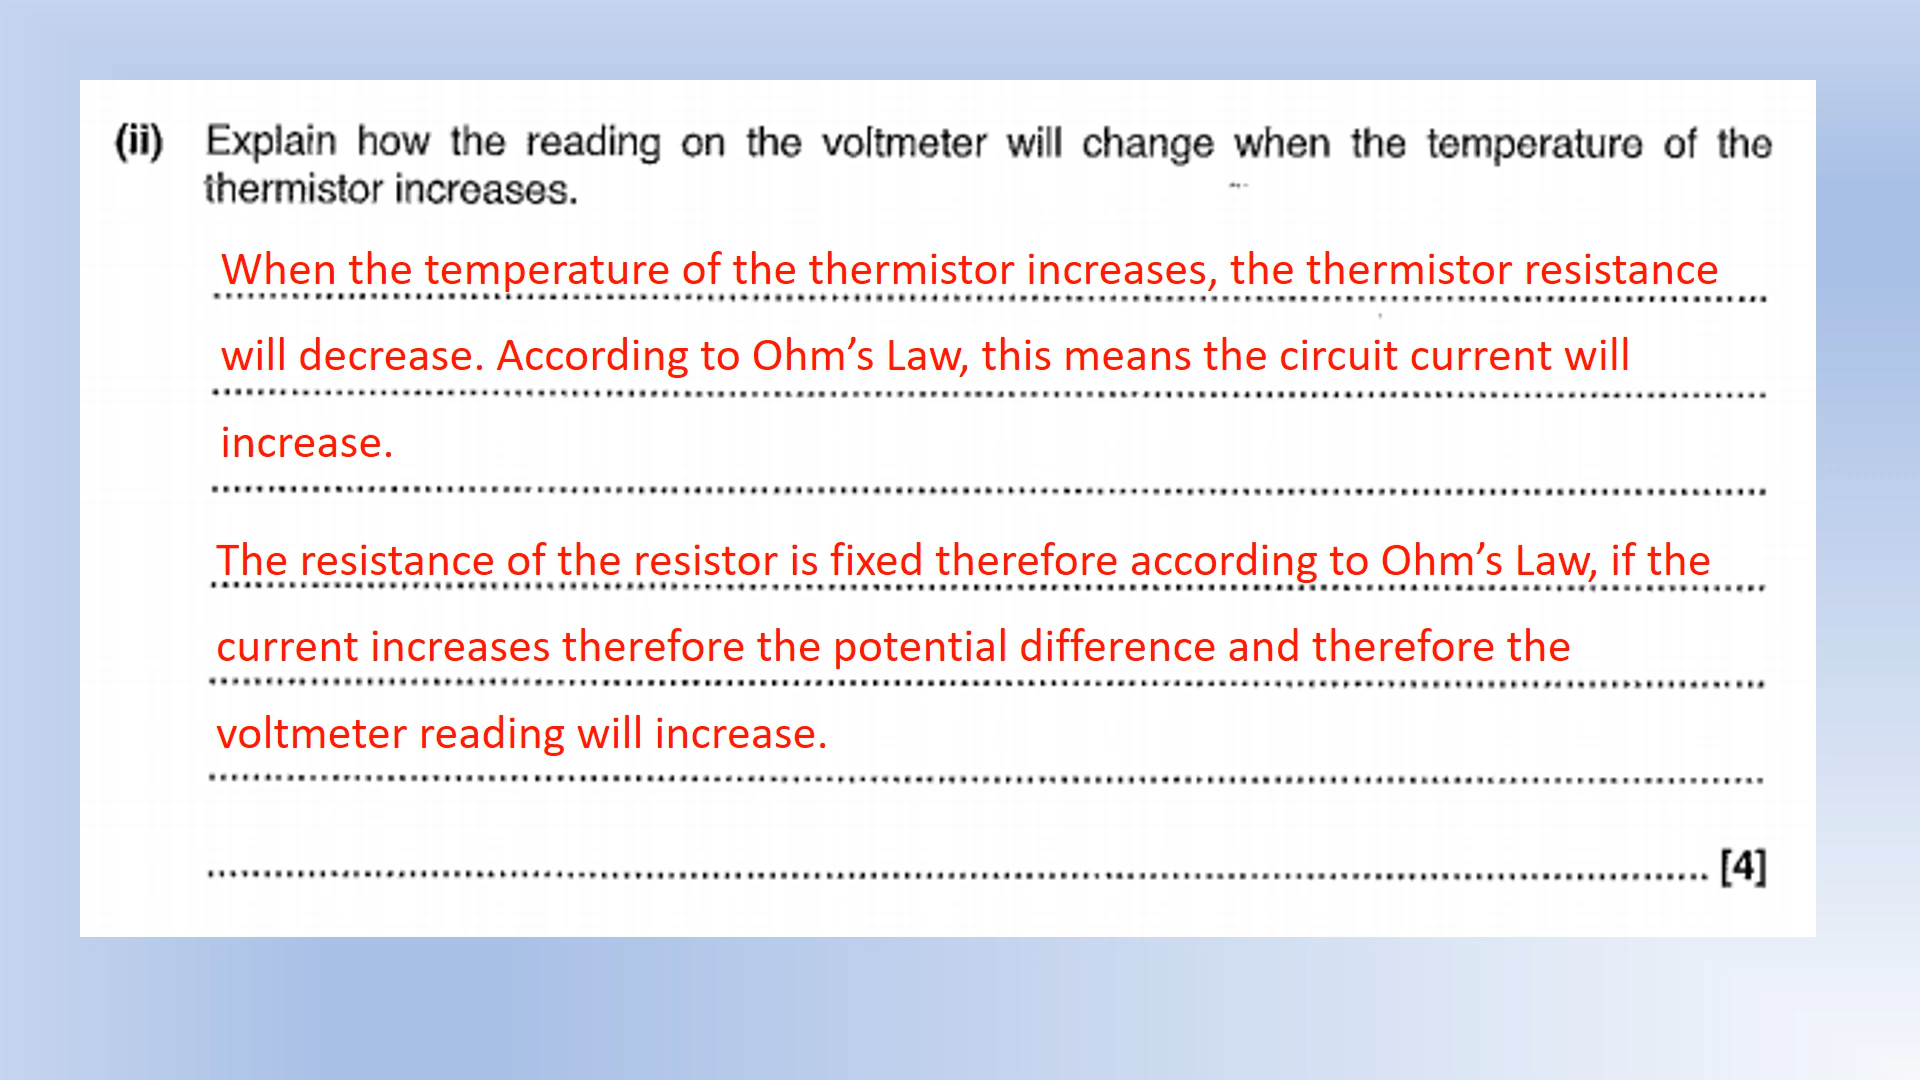 (ii) Explain how the reading on the voltmeter will change when the temperature of the
thermistor increases.
When the temperature of the thermistor increases, the thermistor resistance
will decrease. According to Ohm’s Law, this means the circuit current will
increase.
The resistance of the resistor is fixed therefore according to Ohm’s Law, if the
current increases therefore the potential difference and therefore the
voltmeter reading will increase.
[4]